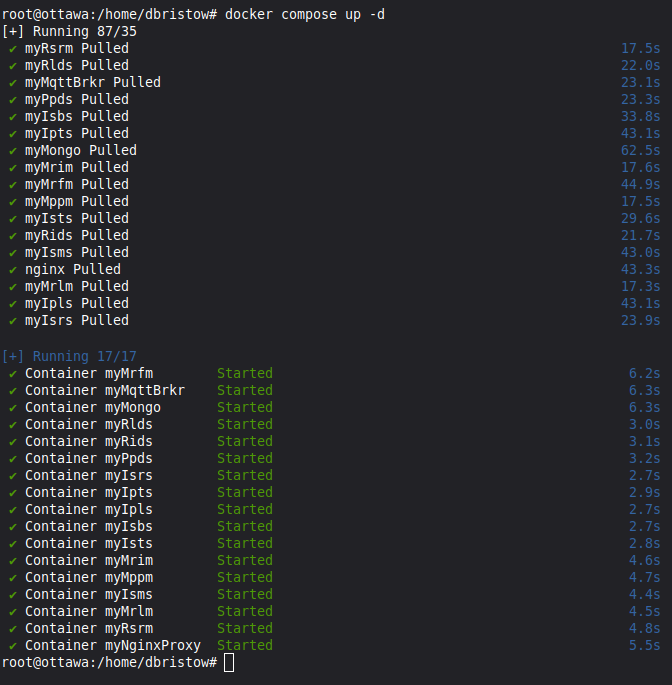 root@ottawa:/home/dbristow# docker compose up -d
[+] Running 87/35
✔ myRsrm Pulled 17.5s
✔ myRlds Pulled 22.0s
✔ myMqttBrkr Pulled 23.1s
✔ myPpds Pulled 23.3s
✔ myIsbs Pulled 33.8s
✔ myIpts Pulled 43.1s
✔ myMongo Pulled 62.5s
✔ myMrim Pulled 17.6s
✔ myMrfm Pulled 44.9s
✔ myMppm Pulled 17.5s
✔ myIsts Pulled 29.6s
✔ myRids Pulled 21.7s
✔ myIsms Pulled 43.0s
✔ nginx Pulled 43.3s
✔ myMrlm Pulled 17.3s
✔ myIpls Pulled 43.1s
✔ myIsrs Pulled 23.9s
[+] Running 17/17
✔ Container myMrfm Started 6.2s
✔ Container myMqttBrkr Started 6.3s
✔ Container myMongo Started 6.3s
✔ Container myRlds Started 3.0s
✔ Container myRids Started 3.1s
✔ Container myPpds Started 3.2s
✔ Container myIsrs Started 2.7s
✔ Container myIpts Started 2.9s
✔ Container myIpls Started 2.7s
✔ Container myIsbs Started 2.7s
✔ Container myIsts Started 2.8s
✔ Container myMrim Started 4.6s
✔ Container myMppm Started 4.7s
✔ Container myIsms Started 4.4s
✔ Container myMrlm Started 4.5s
✔ Container myRsrm Started 4.8s
✔ Container myNginxProxy Started 5.5s
root@ottawa:/home/dbristow#